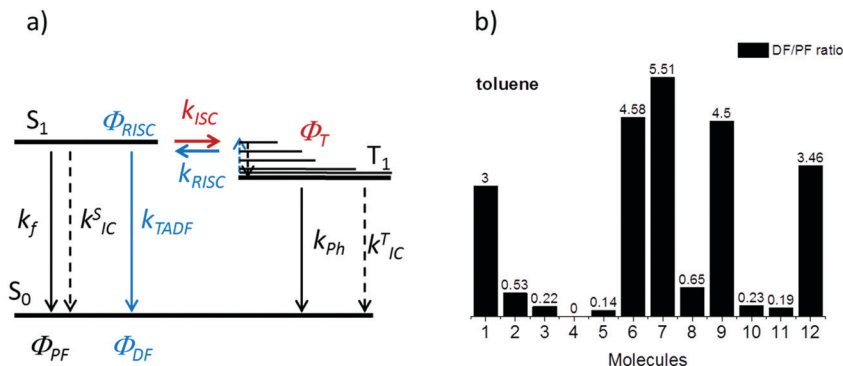 a)
S1 ΦRISC kISC ΦT
kRISC T1
kf kSIC kTADF kPh kTIC
S0
ΦPF ΦDF
b)
DF/PF ratio
toluene
3 0.53 0.22 0 0.14 4.58 5.51 0.65 4.5 0.23 0.19 3.46
1 2 3 4 5 6 7 8 9 10 11 12
Molecules